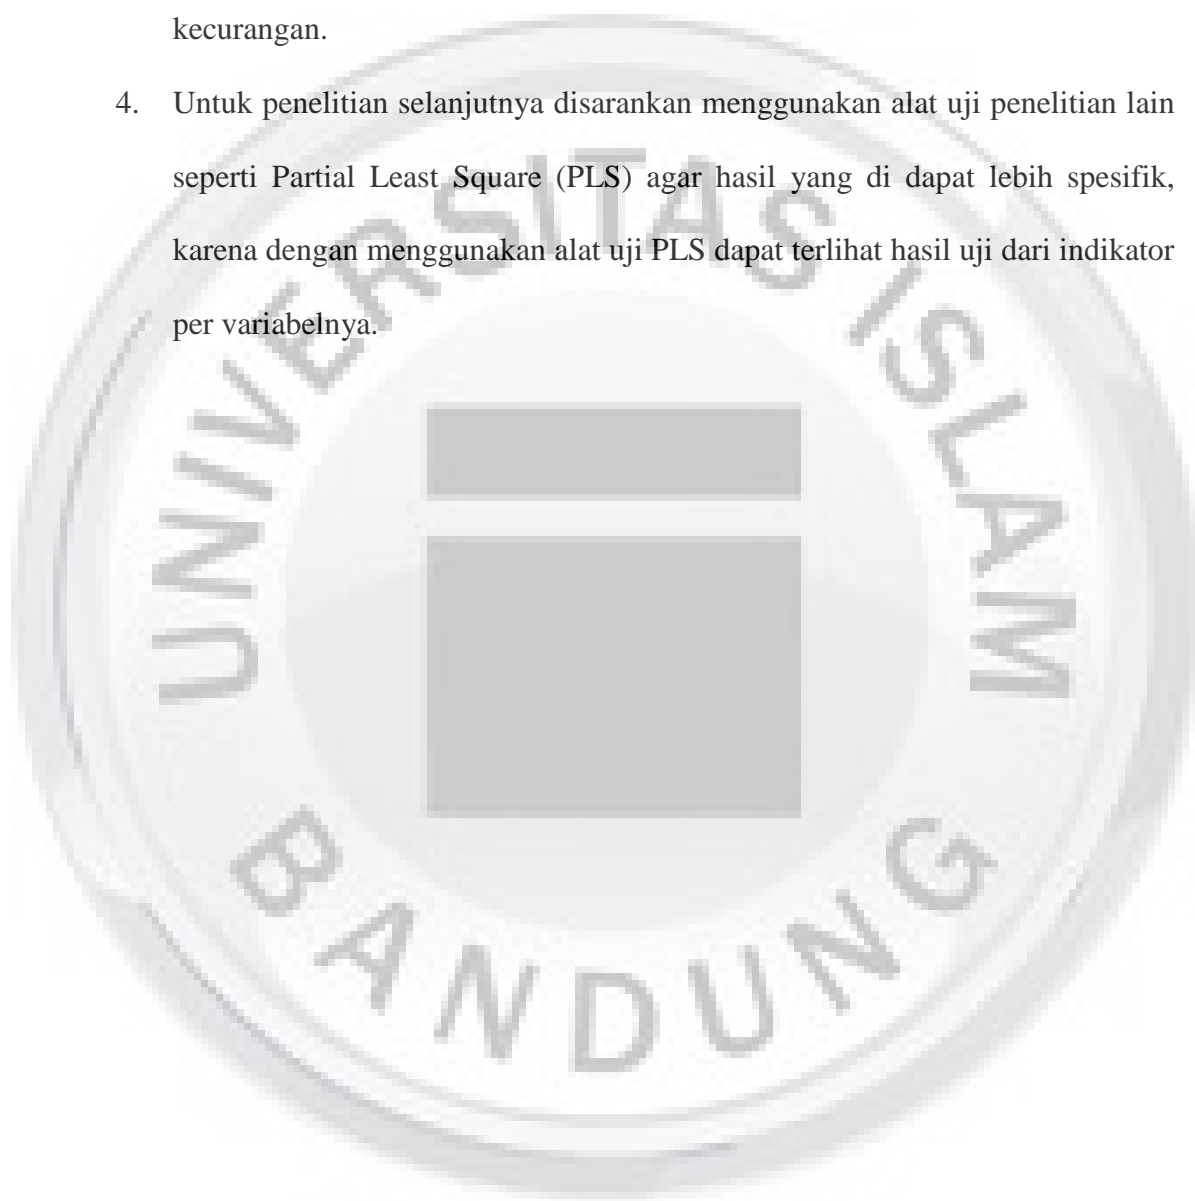 kecurangan.
4. Untuk penelitian selanjutnya disarankan menggunakan alat uji penelitian lain
seperti Partial Least Square (PLS) agar hasil yang di dapat lebih spesifik,
karena dengan menggunakan alat uji PLS dapat terlihat hasil uji dari indikator
per variabelnya.
UNIVERSITAS ISLAM
BANDUNG